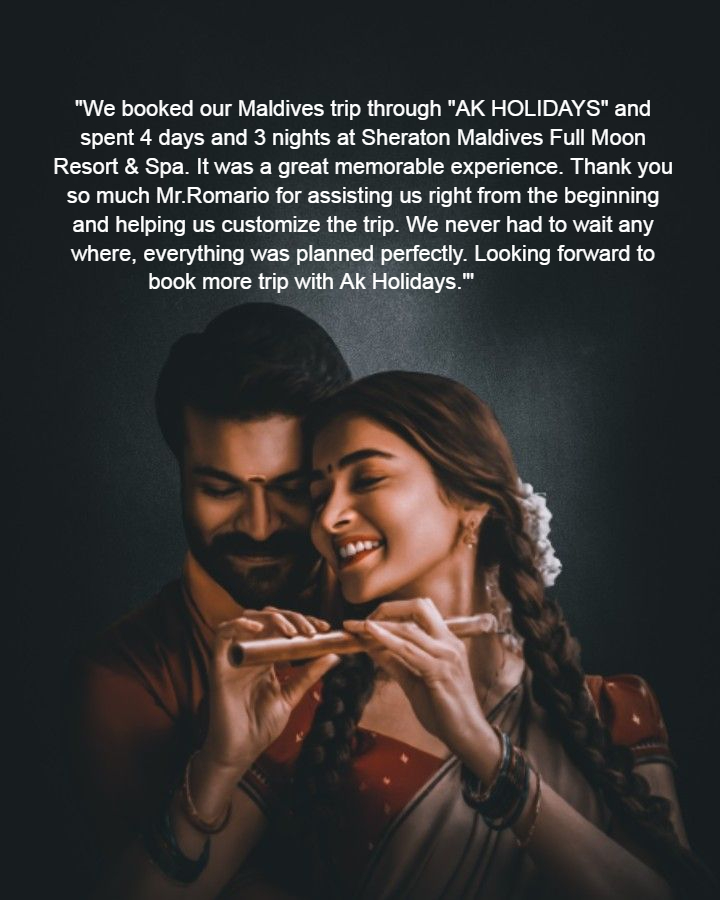 "We booked our Maldives trip through "AK HOLIDAYS" and
spent 4 days and 3 nights at Sheraton Maldives Full Moon
Resort & Spa. It was a great memorable experience. Thank you
so much Mr.Romario for assisting us right from the beginning
and helping us customize the trip. We never had to wait any
where, everything was planned perfectly. Looking forward to
book more trip with Ak Holidays."'